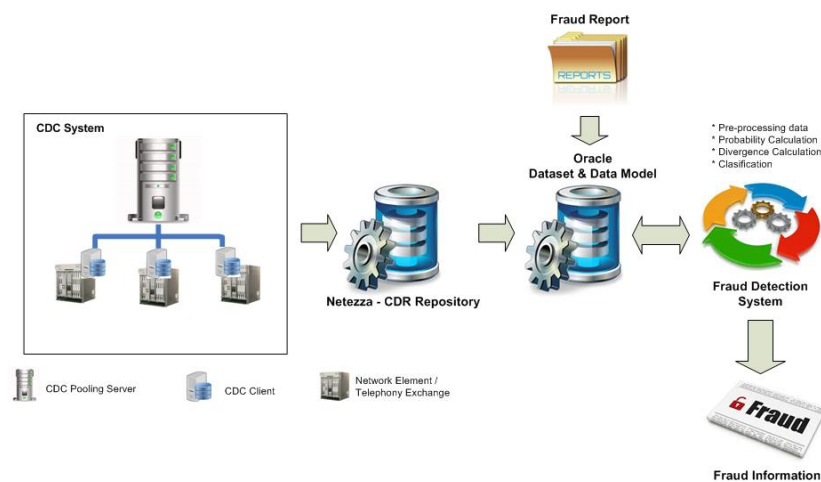 Fraud Report
REPORTS
CDC System
* Pre-processing data
* Probability Calculation
* Divergence Calculation
* Clasification
Oracle
Dataset & Data Model
Netezza - CDR Repository
Fraud Detection
System
CDC Pooling Server
CDC Client
Network Element /
Telephony Exchange
Fraud
Fraud Information